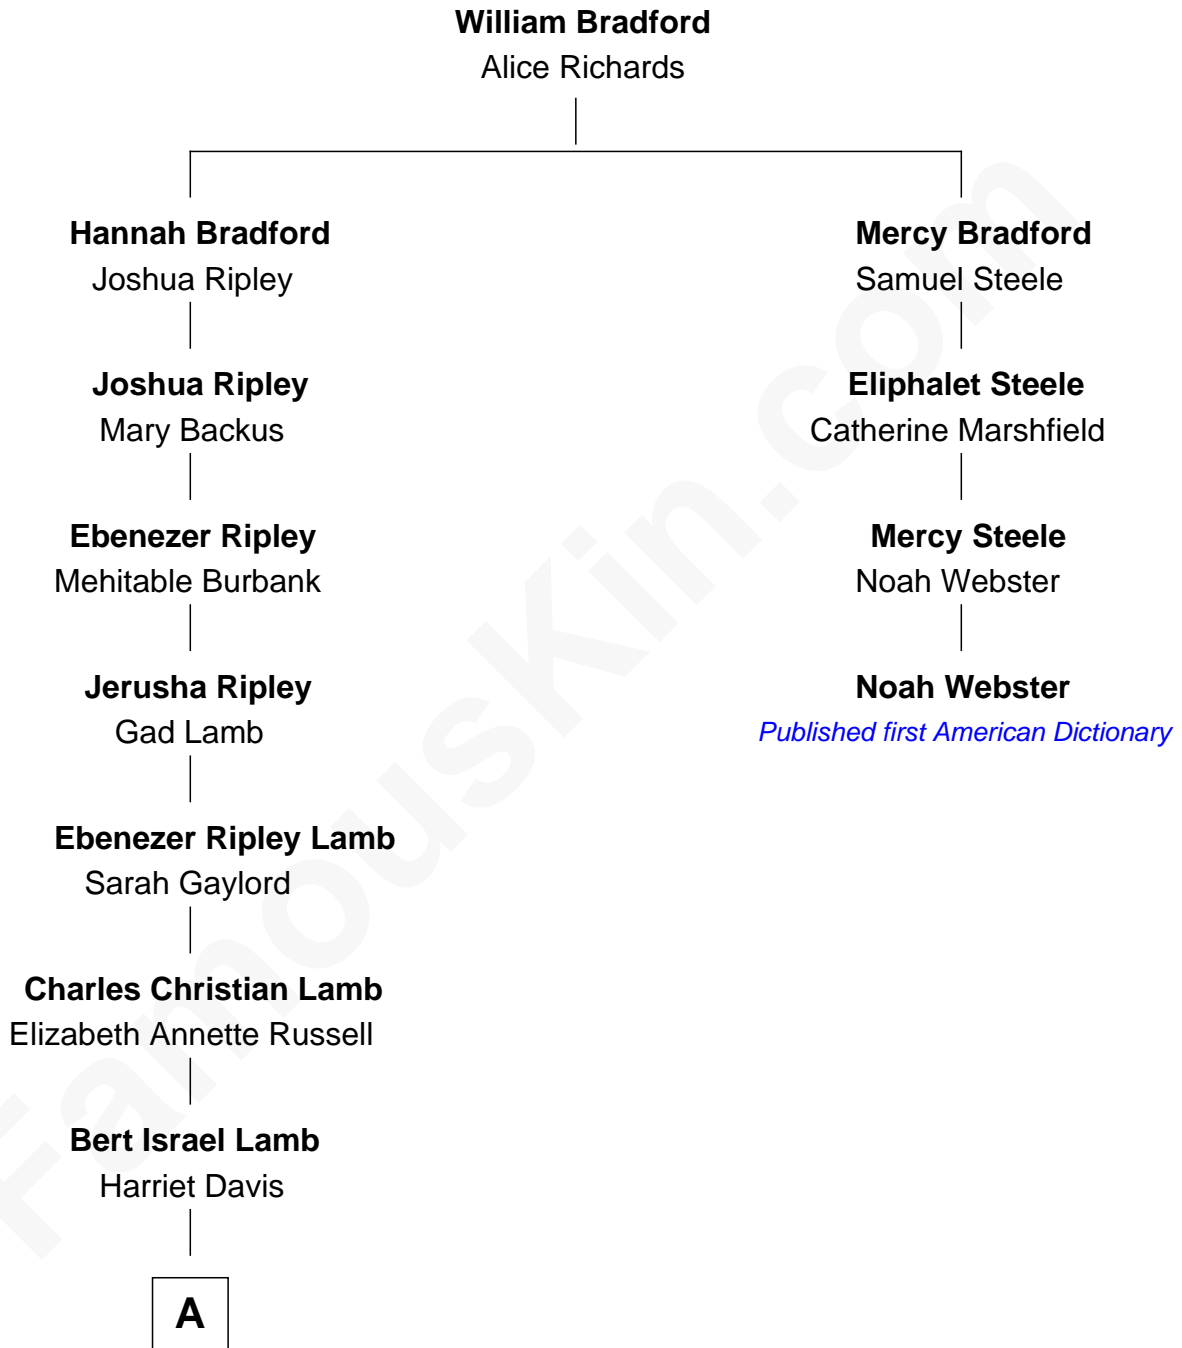 William Bradford
Alice Richards
Hannah Bradford
Joshua Ripley
Mercy Bradford
Samuel Steele
Joshua Ripley
Mary Backus
Eliphalet Steele
Catherine Marshfield
Ebenezer Ripley
Mehitable Burbank
Mercy Steele
Noah Webster
Jerusha Ripley
Gad Lamb
Noah Webster
Published first American Dictionary
Ebenezer Ripley Lamb
Sarah Gaylord
Charles Christian Lamb
Elizabeth Annette Russell
Bert Israel Lamb
Harriet Davis
A
FamousKin.com